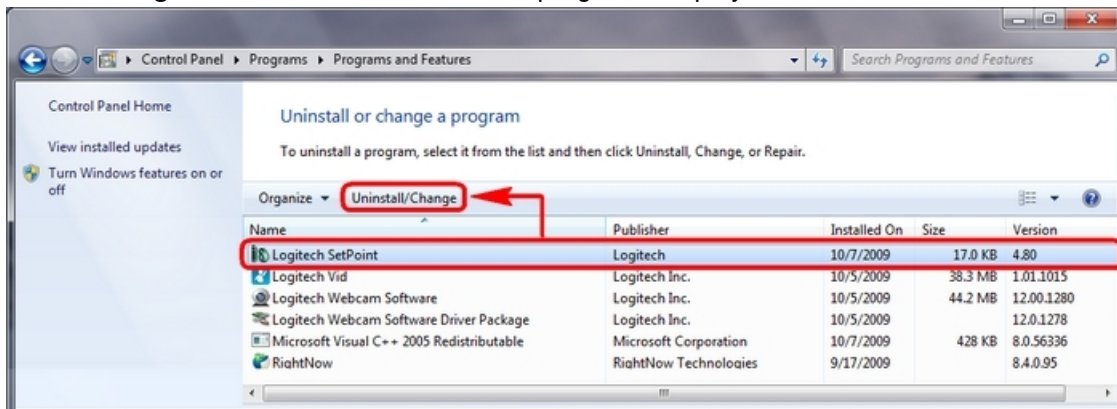 Control Panel ▸ Programs ▸ Programs and Features
Search Programs and Features
Control Panel Home
View installed updates
Turn Windows features on or
off
Uninstall or change a program
To uninstall a program, select it from the list and then click Uninstall, Change, or Repair.
Organize Uninstall/Change
Name Publisher Installed On Size Version
Logitech SetPoint Logitech 10/7/2009 17.0 KB 4.80
Logitech Vid Logitech Inc. 10/5/2009 38.3 MB 1.01.1015
Logitech Webcam Software Logitech Inc. 10/5/2009 44.2 MB 12.00.1280
Logitech Webcam Software Driver Package Logitech Inc. 10/5/2009 12.0.1278
Microsoft Visual C++ 2005 Redistributable Microsoft Corporation 10/7/2009 428 KB 8.0.56336
RightNow RightNow Technologies 9/17/2009 8.4.0.95